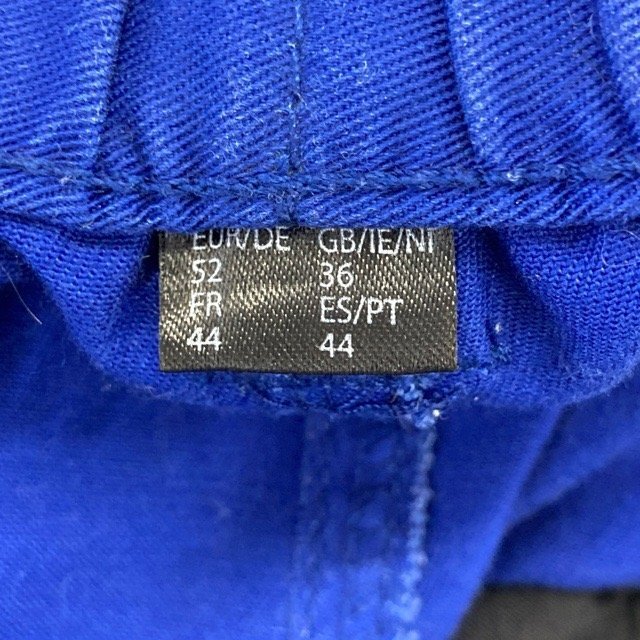 EUR/DE GB/IE/NI
52 36
FR ES/PT
44 44